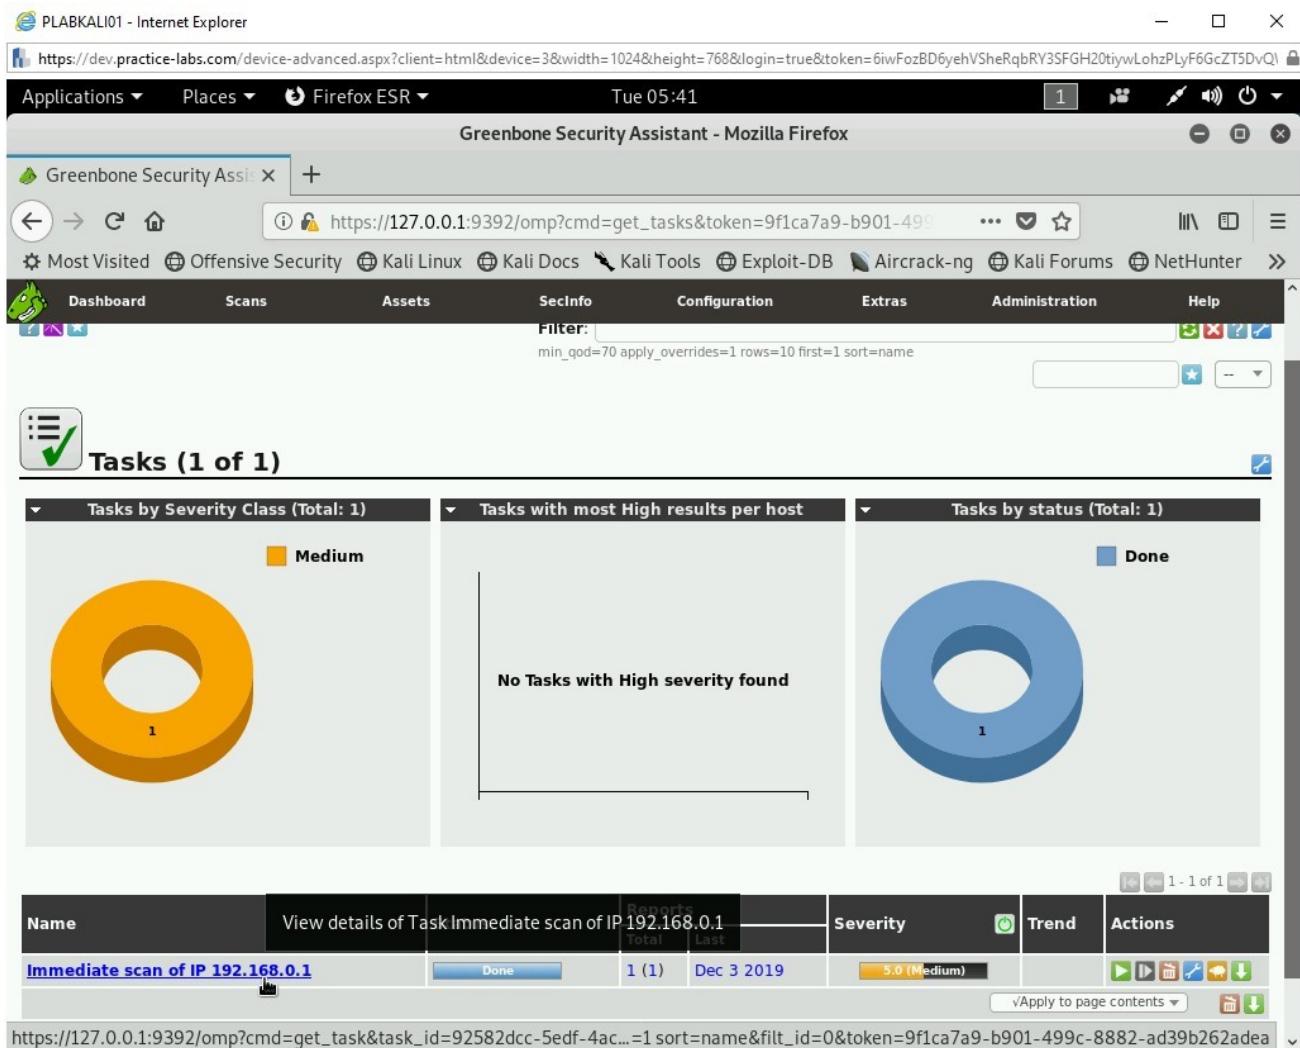 PLABKALI01 - Internet Explorer
https://dev.practice-labs.com/device-advanced.aspx?client=html&device=3&width=1024&height=768&login=true&token=6iwFozBD6yehVSheRqbRY3SFGH20tiywLohzPLyF6GcZT5DvQ
Applications Places Firefox ESR Tue 05:41 1
Greenbone Security Assistant - Mozilla Firefox
Greenbone Security Assis
https://127.0.0.1:9392/omp?cmd=get_tasks&token=9f1ca7a9-b901-499
Most Visited Offensive Security Kali Linux Kali Docs Kali Tools Exploit-DB Aircrack-ng Kali Forums NetHunter
Dashboard Scans Assets SecInfo Configuration Extras Administration Help
Filter:
min_qod=70 apply_overrides=1 rows=10 first=1 sort=name
--
Tasks (1 of 1)
Tasks by Severity Class (Total: 1) Tasks with most High results per host Tasks by status (Total: 1)
Medium Done
No Tasks with High severity found
1 1
1 - 1 of 1
Name Reports Severity Trend Actions
View details of Task Immediate scan of IP 192.168.0.1
Total Last
Immediate scan of IP 192.168.0.1 Done 1 (1) Dec 3 2019 5.0 (Medium)
√Apply to page contents
https://127.0.0.1:9392/omp?cmd=get_task&task_id=92582dcc-5edf-4ac...=1 sort=name&filt_id=0&token=9f1ca7a9-b901-499c-8882-ad39b262adea